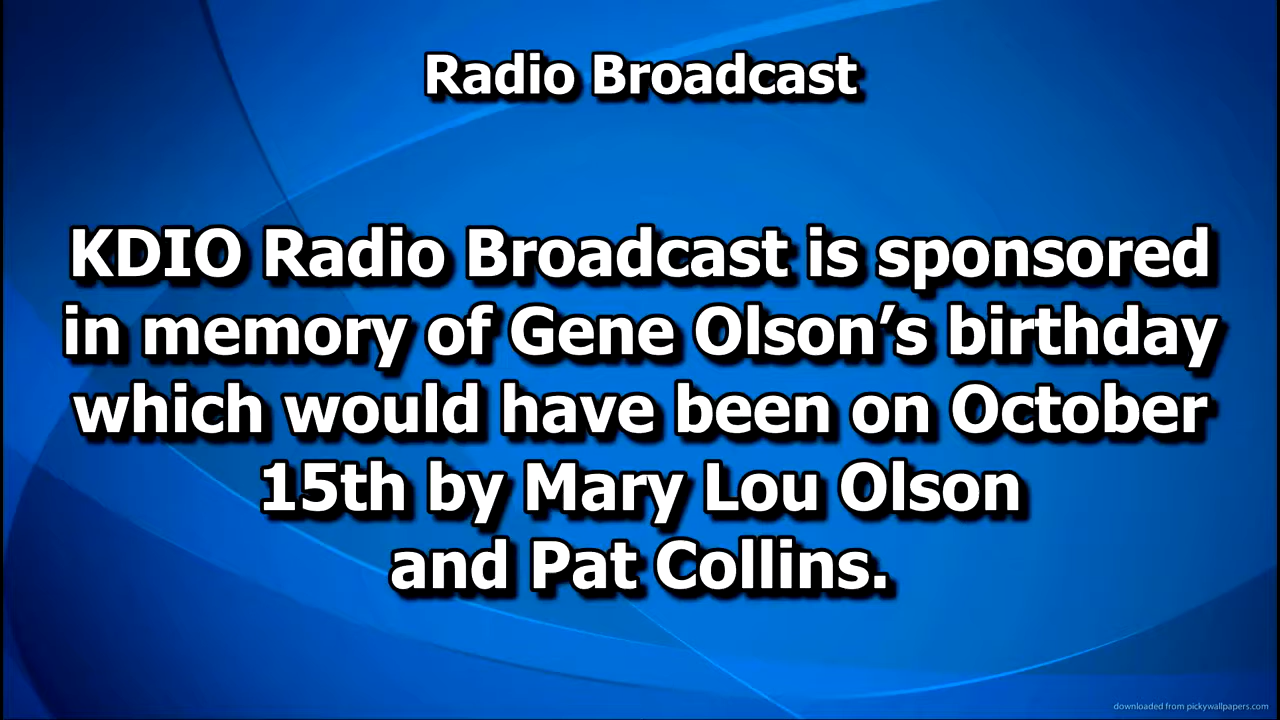 Radio Broadcast
KDIO Radio Broadcast is sponsored
in memory of Gene Olson’s birthday
which would have been on October
15th by Mary Lou Olson
and Pat Collins.
downloaded from pickywallpapers.com